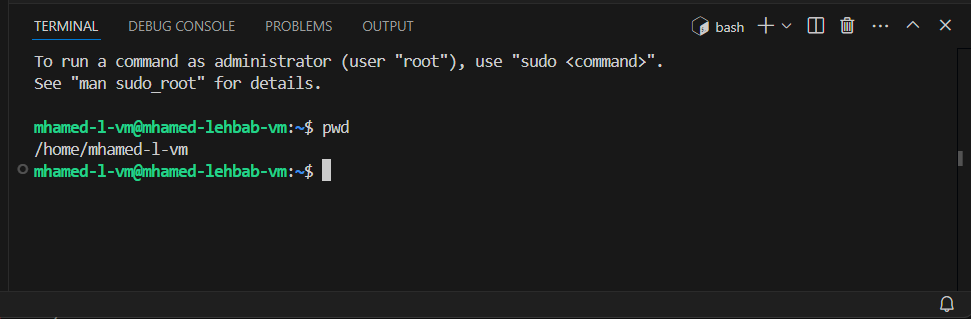 TERMINAL DEBUG CONSOLE PROBLEMS OUTPUT bash
To run a command as administrator (user "root"), use "sudo <command>".
See "man sudo_root" for details.
mhamed-l-vm@mhamed-lehbab-vm:~$ pwd
/home/mhamed-l-vm
mhamed-l-vm@mhamed-lehbab-vm:~$